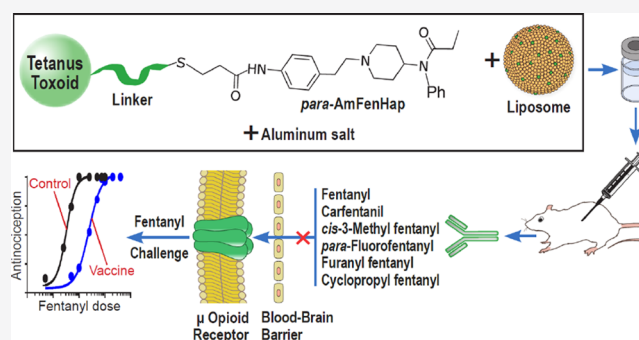 Tetanus
Toxoid
Linker
S
O
HN
N
O
N
Ph
para-AmFenHap
+ Aluminum salt
+
Liposome
Control
Vaccine
Antinociception
Fentanyl dose
Fentanyl
Challenge
µ Opioid
Receptor
Blood-Brain
Barrier
Fentanyl
Carfentanil
cis-3-Methyl fentanyl
para-Fluorofentanyl
Furanyl fentanyl
Cyclopropyl fentanyl